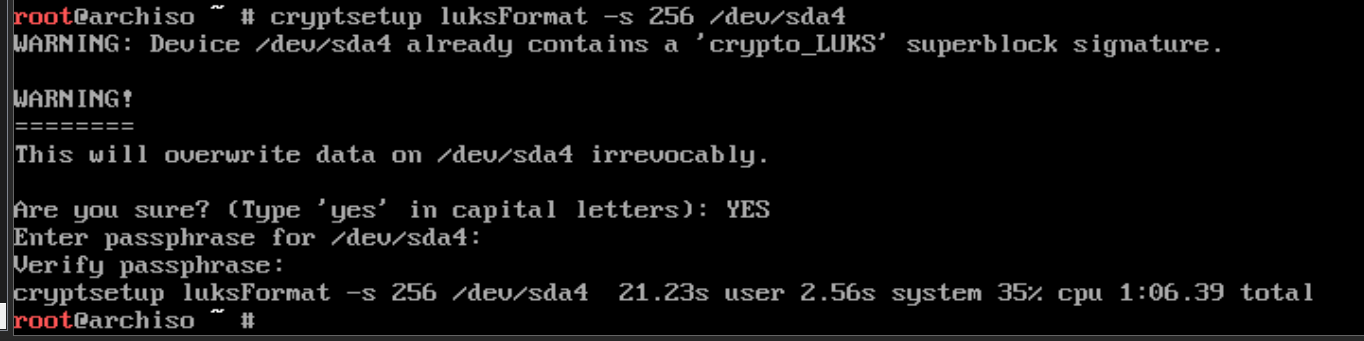 root@archiso ~ # cryptsetup luksFormat -s 256 /dev/sda4
WARNING: Device /dev/sda4 already contains a 'crypto_LUKS' superblock signature.
WARNING!
========
This will overwrite data on /dev/sda4 irrevocably.
Are you sure? (Type 'yes' in capital letters): YES
Enter passphrase for /dev/sda4:
Verify passphrase:
cryptsetup luksFormat -s 256 /dev/sda4  21.23s user 2.56s system 35% cpu 1:06.39 total
root@archiso ~ #